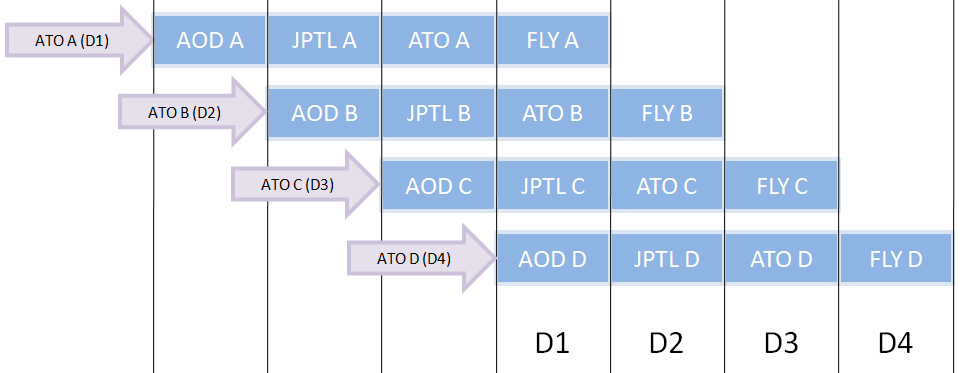 ATO A (D1) AOD A JPTL A ATO A FLY A
ATO B (D2) AOD B JPTL B ATO B FLY B
ATO C (D3) AOD C JPTL C ATO C FLY C
ATO D (D4) AOD D JPTL D ATO D FLY D
D1 D2 D3 D4